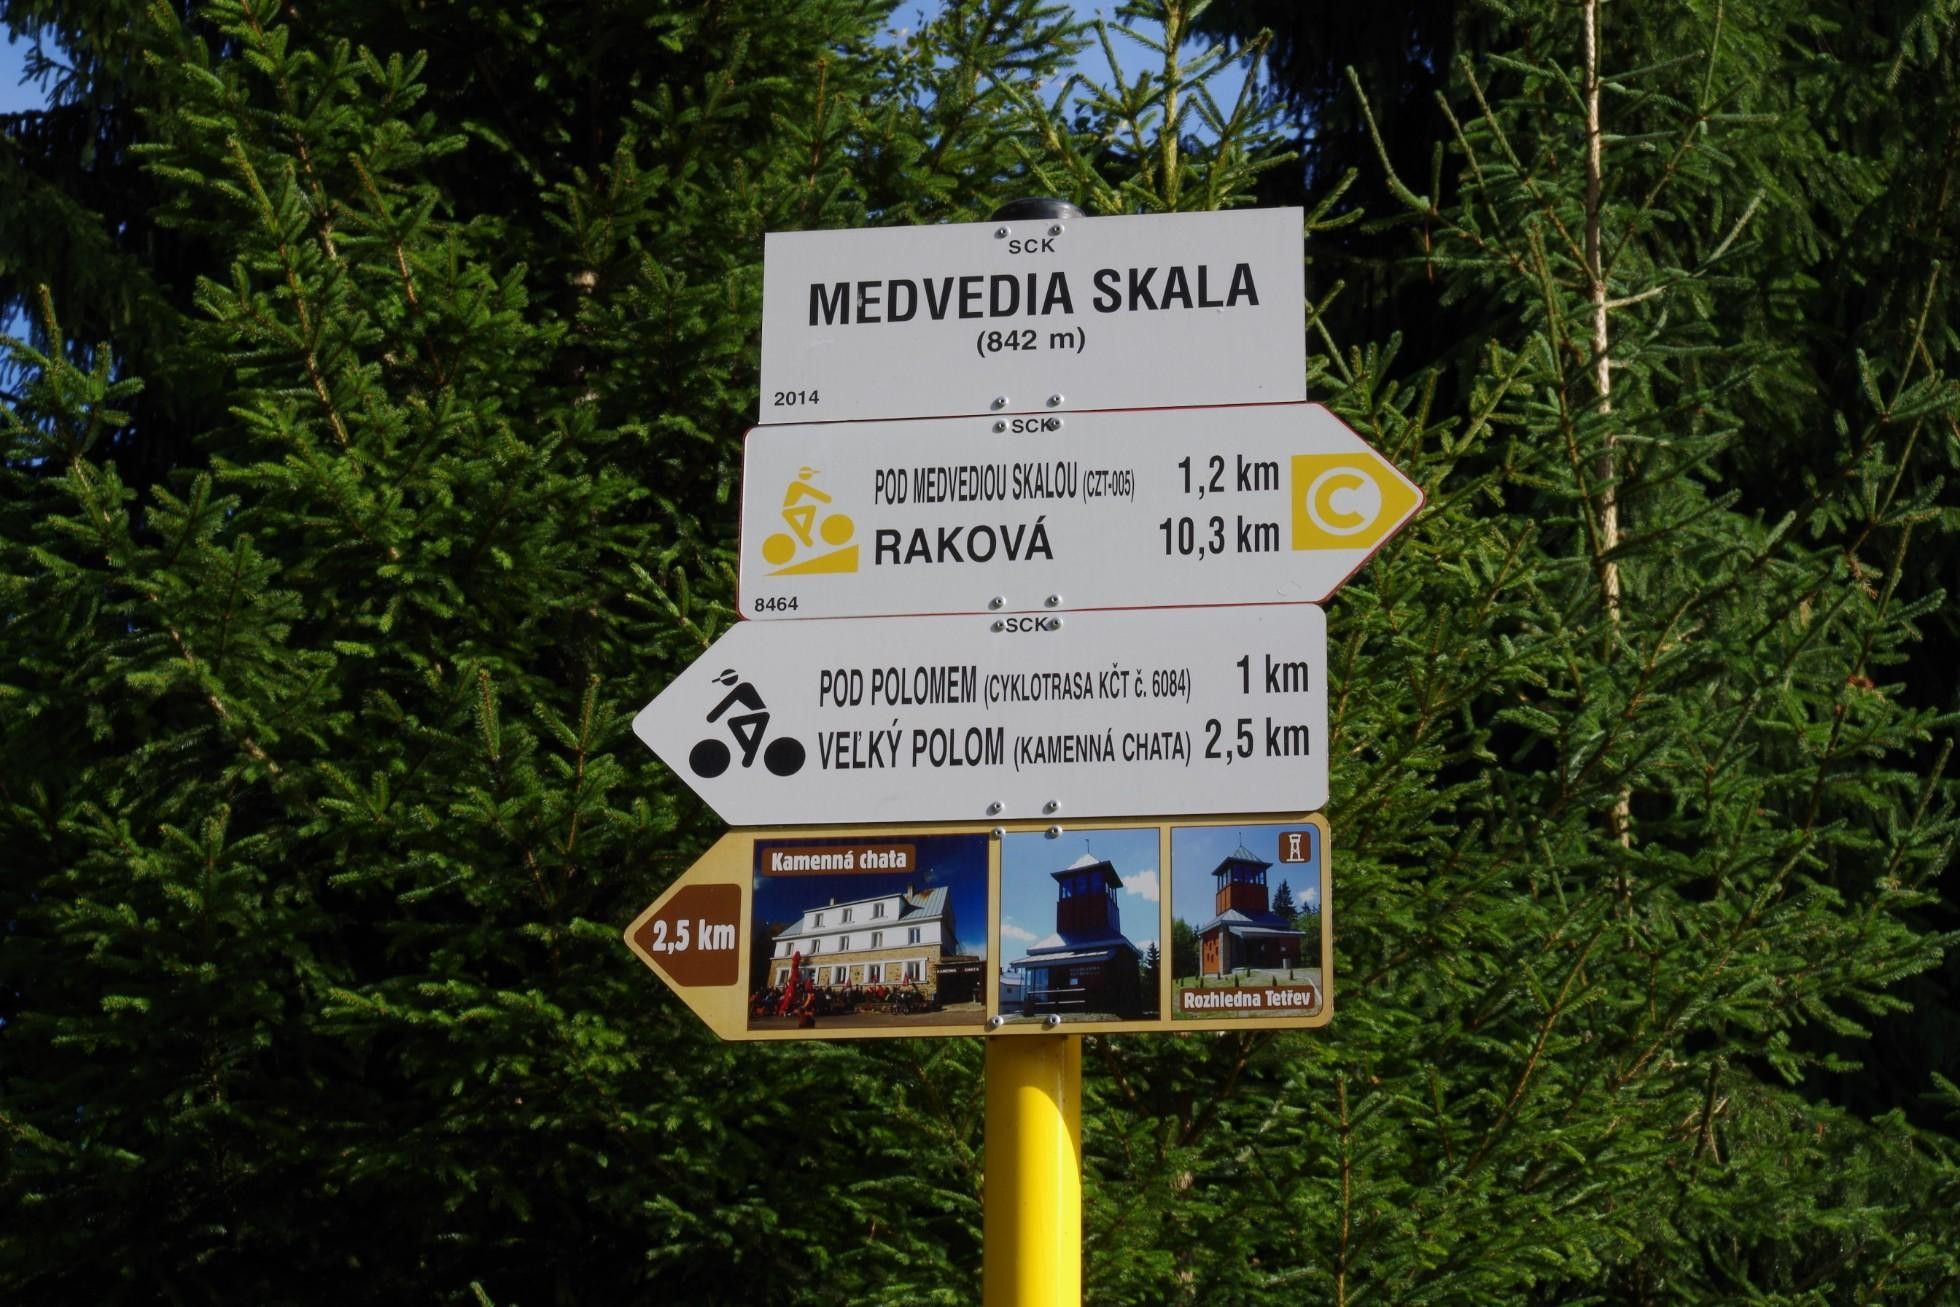 SCK
MEDVEDIA SKALA
(842 m)
2014
SCK
POD MEDVEDIOU SKALOU (CZT-005) 1,2 km
RAKOVÁ 10,3 km
C
8464
SCK
POD POLOMEM (CYKLOTRASA KČT č. 6084) 1 km
VEĽKÝ POLOM (KAMENNÁ CHATA) 2,5 km
Kamenná chata
2,5 km
KAMENNÁ CHATA
Rozhledna Tetřev